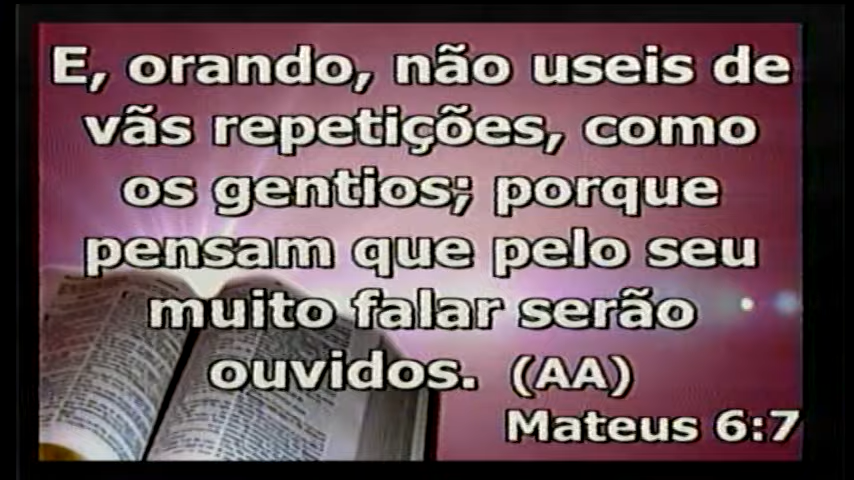 E, orando, não useis de
vãs repetições, como
os gentios; porque
pensam que pelo seu
muito falar serão
ouvidos. (AA)
Mateus 6:7